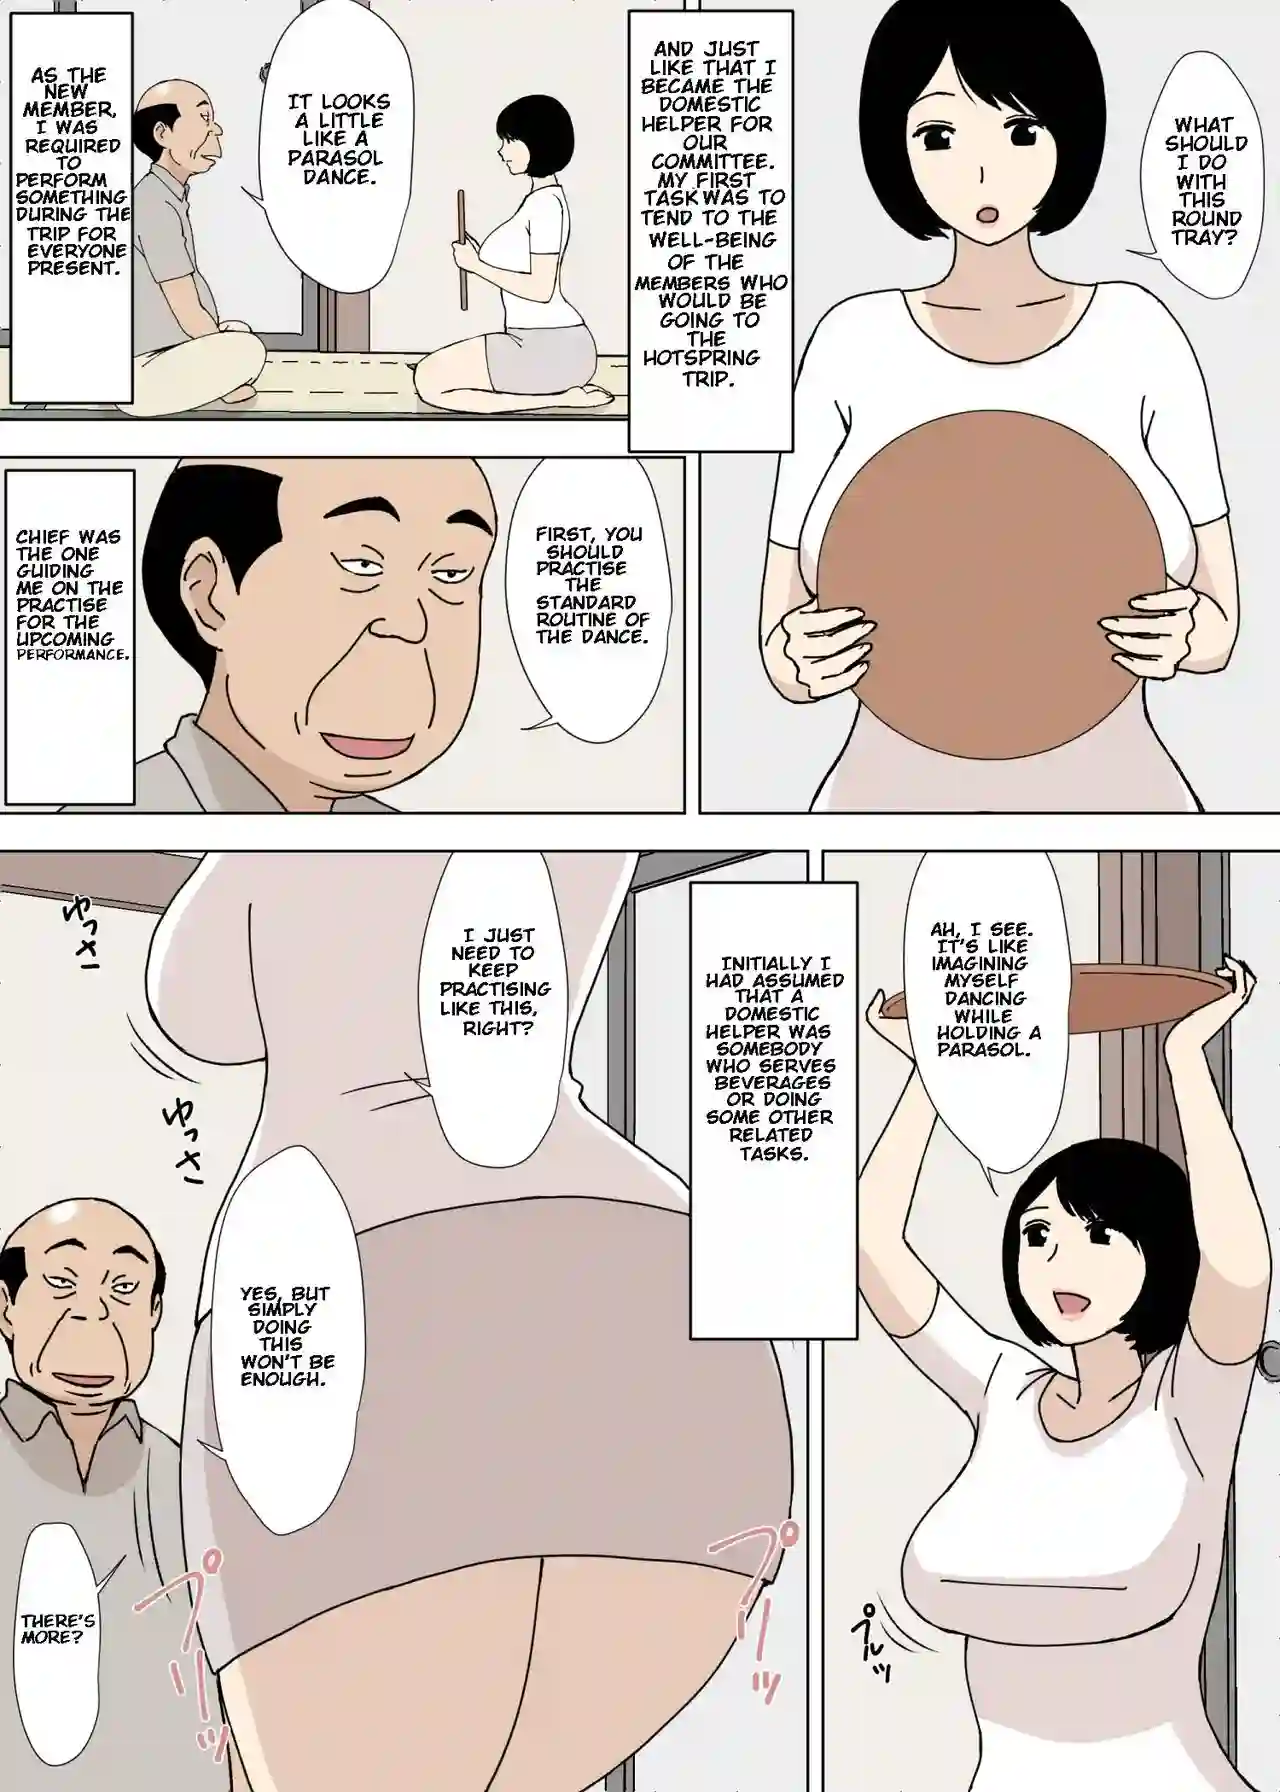 WHAT
SHOULD
I DO
WITH
THIS
ROUND
TRAY?
AND JUST
LIKE THAT I
BECAME THE
DOMESTIC
HELPER FOR
OUR
COMMITTEE.
MY FIRST
TASK WAS TO
TEND TO THE
WELL-BEING
OF THE
MEMBERS WHO
WOULD BE
GOING TO
THE
HOTSPRING
TRIP.
IT LOOKS
A LITTLE
LIKE A
PARASOL
DANCE.
AS THE
NEW
MEMBER,
I WAS
REQUIRED
TO
PERFORM
SOMETHING
DURING THE
TRIP FOR
EVERYONE
PRESENT.
FIRST, YOU
SHOULD
PRACTISE
THE
STANDARD
ROUTINE OF
THE DANCE.
CHIEF WAS
THE ONE
GUIDING
ME ON THE
PRACTISE
FOR THE
UPCOMING
PERFORMANCE.
AH, I SEE.
IT'S LIKE
IMAGINING
MYSELF
DANCING
WHILE
HOLDING A
PARASOL.
プルッ
INITIALLY I
HAD ASSUMED
THAT A
DOMESTIC
HELPER WAS
SOMEBODY
WHO SERVES
BEVERAGES
OR DOING
SOME OTHER
RELATED
TASKS.
I JUST
NEED TO
KEEP
PRACTISING
LIKE THIS,
RIGHT?
ゆっさ
ゆっさ
YES, BUT
SIMPLY
DOING
THIS
WON'T BE
ENOUGH.
プリッ
プリッ
THERE'S
MORE?